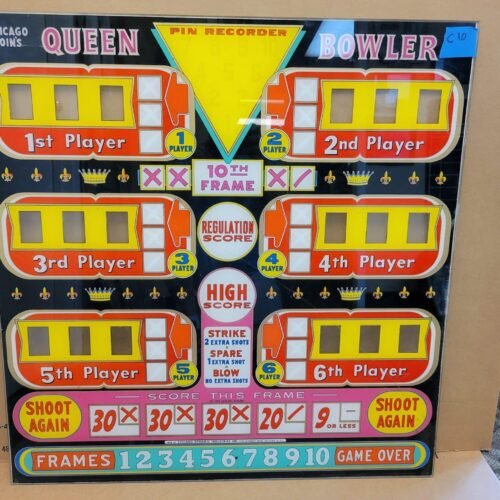 CHICAGO COIN'S QUEEN BOWLER
PIN RECORDER
C10
1st Player
1 PLAYER
2 PLAYER
2nd Player
XX 10TH FRAME X/
3rd Player
3 PLAYER
REGULATION SCORE
4 PLAYER
4th Player
HIGH SCORE
STRIKE
2 EXTRA SHOTS
SPARE
1 EXTRA SHOT
BLOW
NO EXTRA SHOTS
5th Player
5 PLAYER
6 PLAYER
6th Player
SCORE THIS FRAME
SHOOT AGAIN
30 X 30 X 30 X 20 / 9 - OR LESS
SHOOT AGAIN
FRAMES 1 2 3 4 5 6 7 8 9 10 GAME OVER